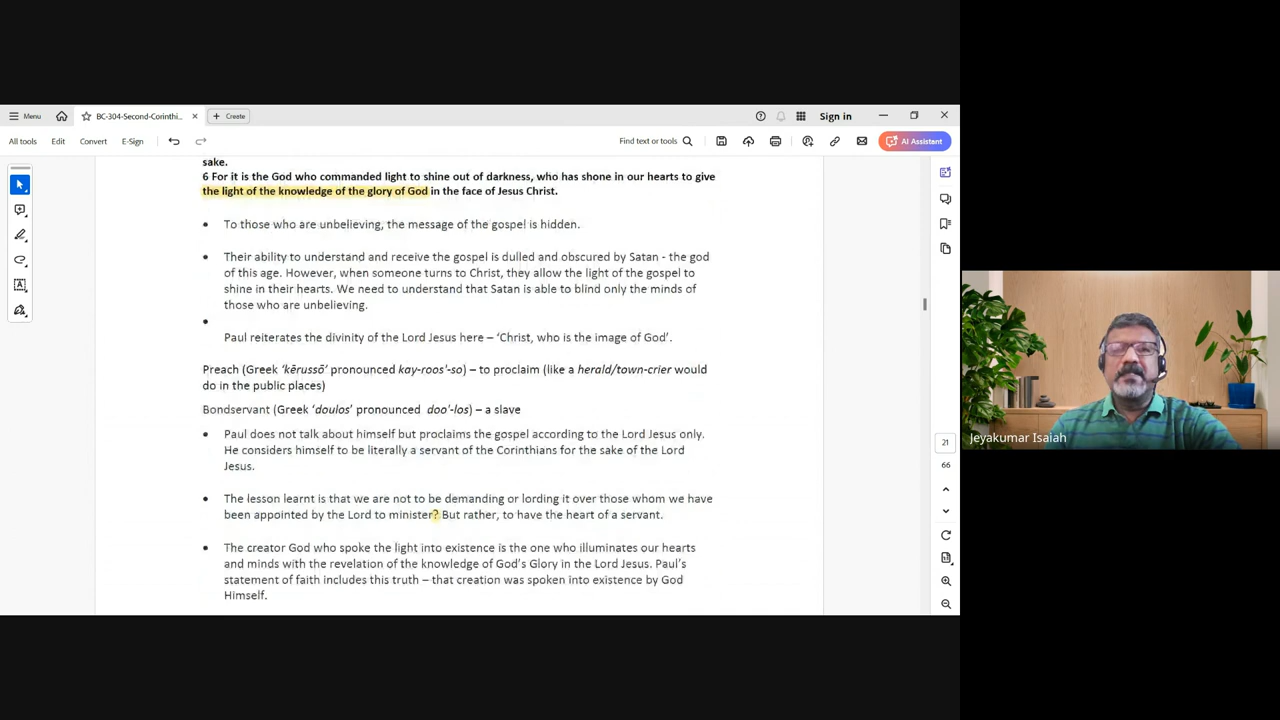 Menu
BC-304-Second-Corinthi...
Create
Sign in
All tools
Edit
Convert
E-Sign
Find text or tools
AI Assistant
sake.
6 For it is the God who commanded light to shine out of darkness, who has shone in our hearts to give
the light of the knowledge of the glory of God in the face of Jesus Christ.
• To those who are unbelieving, the message of the gospel is hidden.
• Their ability to understand and receive the gospel is dulled and obscured by Satan - the god
of this age. However, when someone turns to Christ, they allow the light of the gospel to
shine in their hearts. We need to understand that Satan is able to blind only the minds of
those who are unbelieving.
•
Paul reiterates the divinity of the Lord Jesus here – ‘Christ, who is the image of God’.
Preach (Greek ‘kērussō’ pronounced kay-roos'-so) – to proclaim (like a herald/town-crier would
do in the public places)
Bondservant (Greek ‘doulos’ pronounced doo'-los) – a slave
• Paul does not talk about himself but proclaims the gospel according to the Lord Jesus only.
He considers himself to be literally a servant of the Corinthians for the sake of the Lord
Jesus.
• The lesson learnt is that we are not to be demanding or lording it over those whom we have
been appointed by the Lord to minister? But rather, to have the heart of a servant.
• The creator God who spoke the light into existence is the one who illuminates our hearts
and minds with the revelation of the knowledge of God’s Glory in the Lord Jesus. Paul’s
statement of faith includes this truth – that creation was spoken into existence by God
Himself.
21
66
Jeyakumar Isaiah